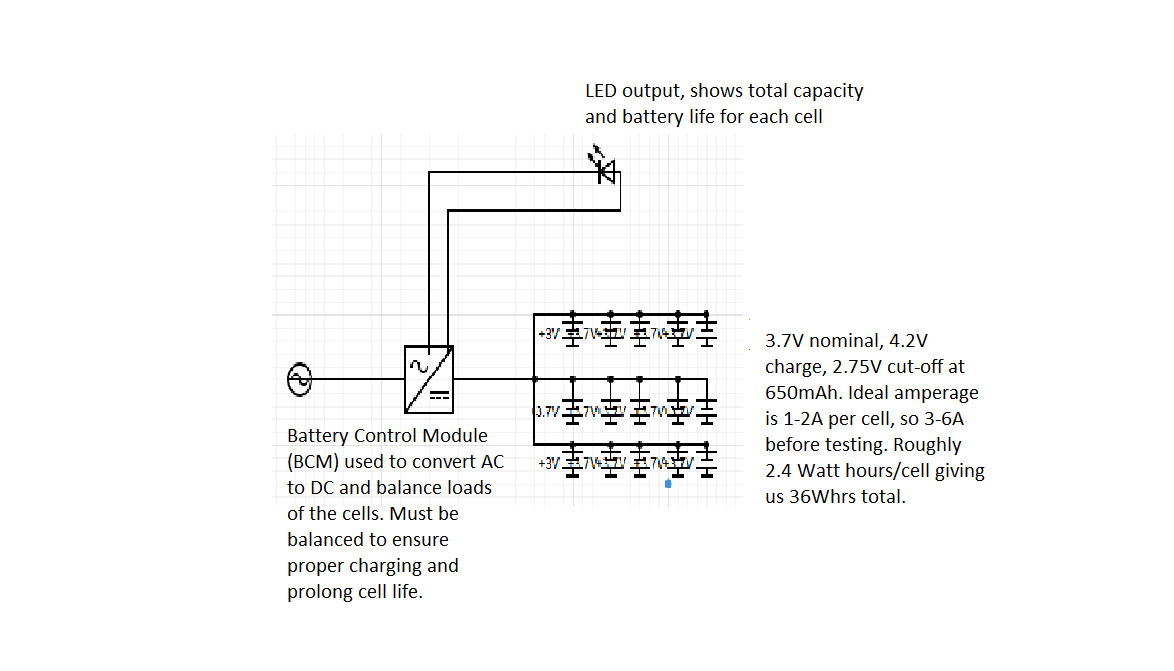 LED output, shows total capacity
and battery life for each cell
+3V
3.7V
+3V
3.7V nominal, 4.2V
charge, 2.75V cut-off at
650mAh. Ideal amperage
is 1-2A per cell, so 3-6A
before testing. Roughly
2.4 Watt hours/cell giving
us 36Whrs total.
Battery Control Module
(BCM) used to convert AC
to DC and balance loads
of the cells. Must be
balanced to ensure
proper charging and
prolong cell life.